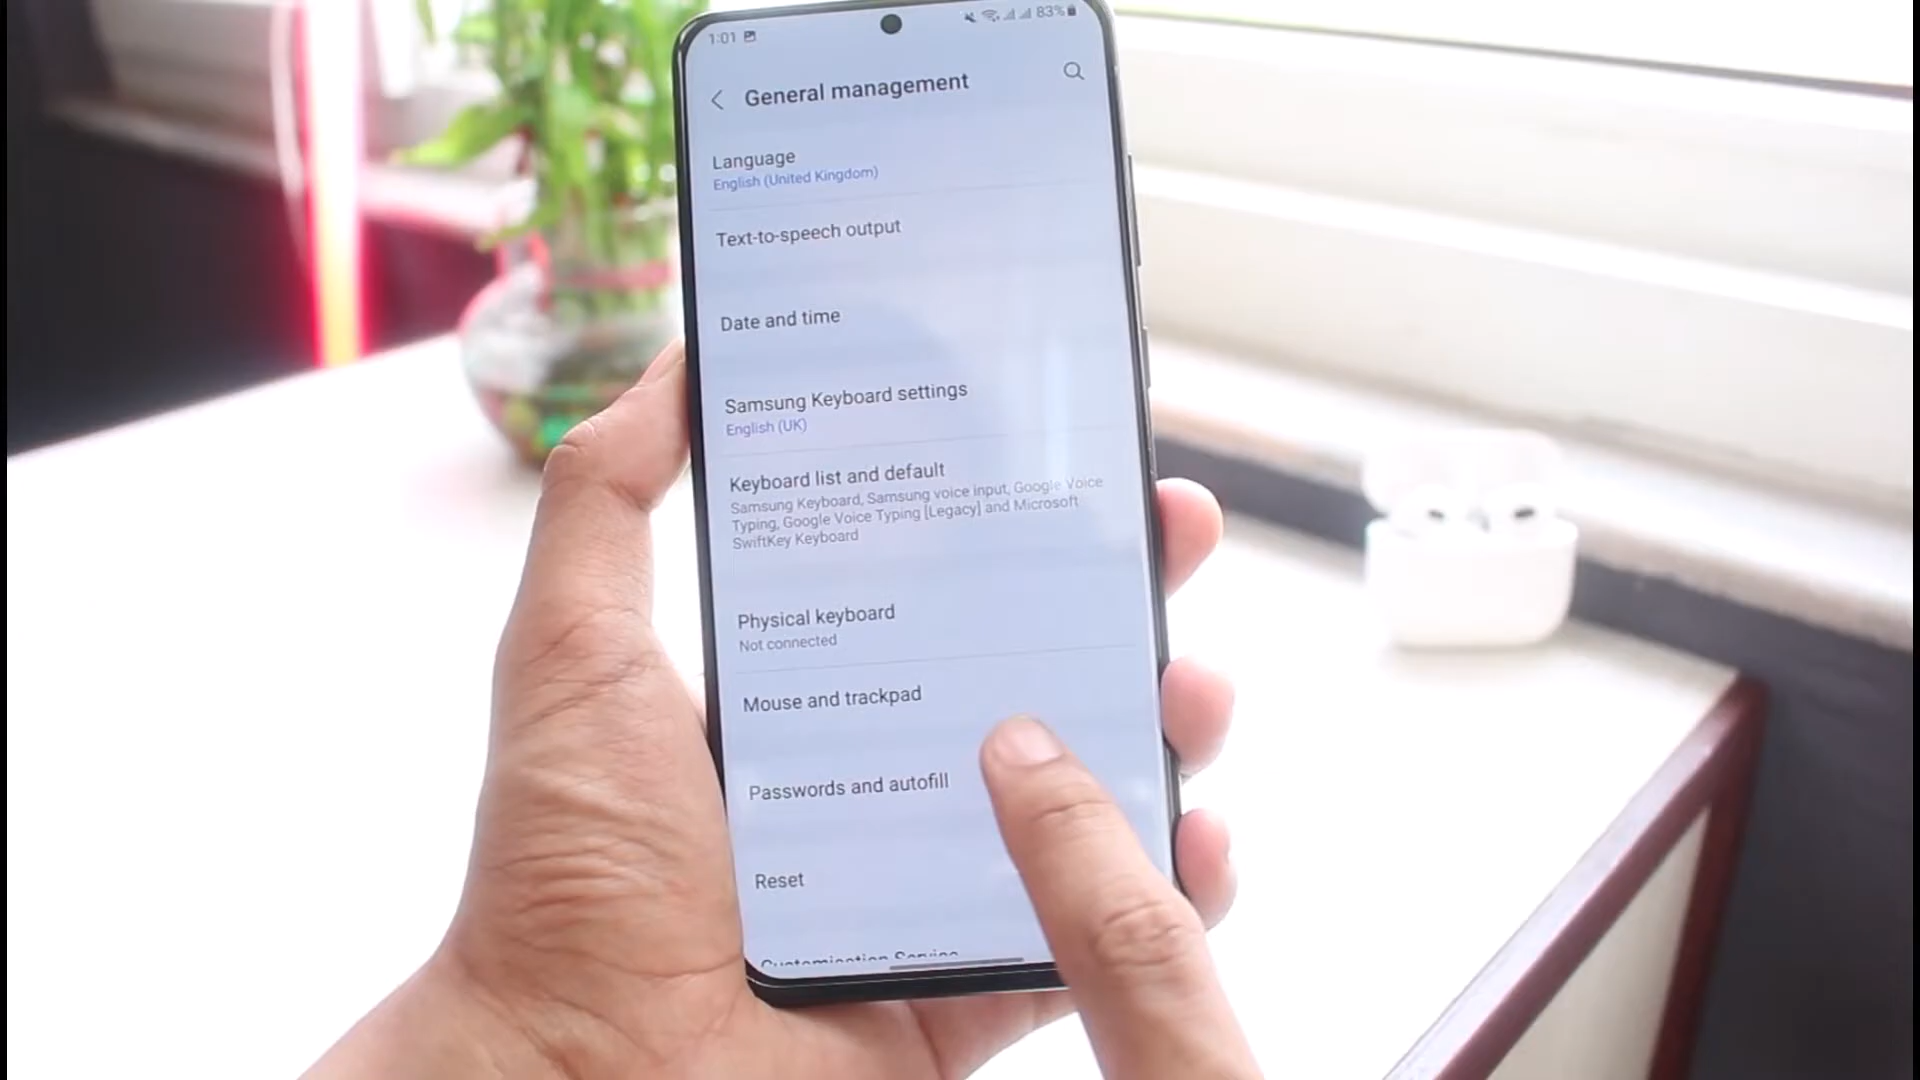 1:01
83%
General management
Language
English (United Kingdom)
Text-to-speech output
Date and time
Samsung Keyboard settings
English (UK)
Keyboard list and default
Samsung Keyboard, Samsung voice input, Google Voice
Typing, Google Voice Typing [Legacy] and Microsoft
SwiftKey Keyboard
Physical keyboard
Not connected
Mouse and trackpad
Passwords and autofill
Reset
Customisation Service